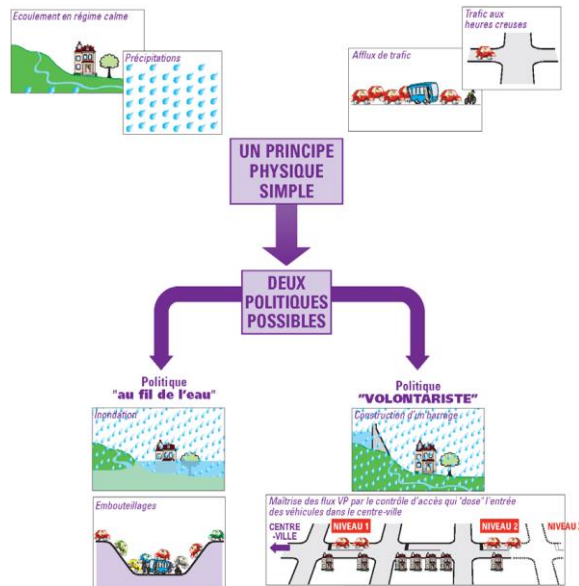 Ecoulement en régime calme
Précipitations
Trafic aux
heures creuses
Afflux de trafic
UN PRINCIPE
PHYSIQUE
SIMPLE
DEUX
POLITIQUES
POSSIBLES
Politique
"au fil de l'eau"
Inondation
Embouteillages
Politique
"VOLONTARISTE"
Construction d'un barrage
Maîtrise des flux VP par le contrôle d'accès qui "dose" l'entrée
des véhicules dans le centre-ville
CENTRE
-VILLE
NIVEAU 1
NIVEAU 2